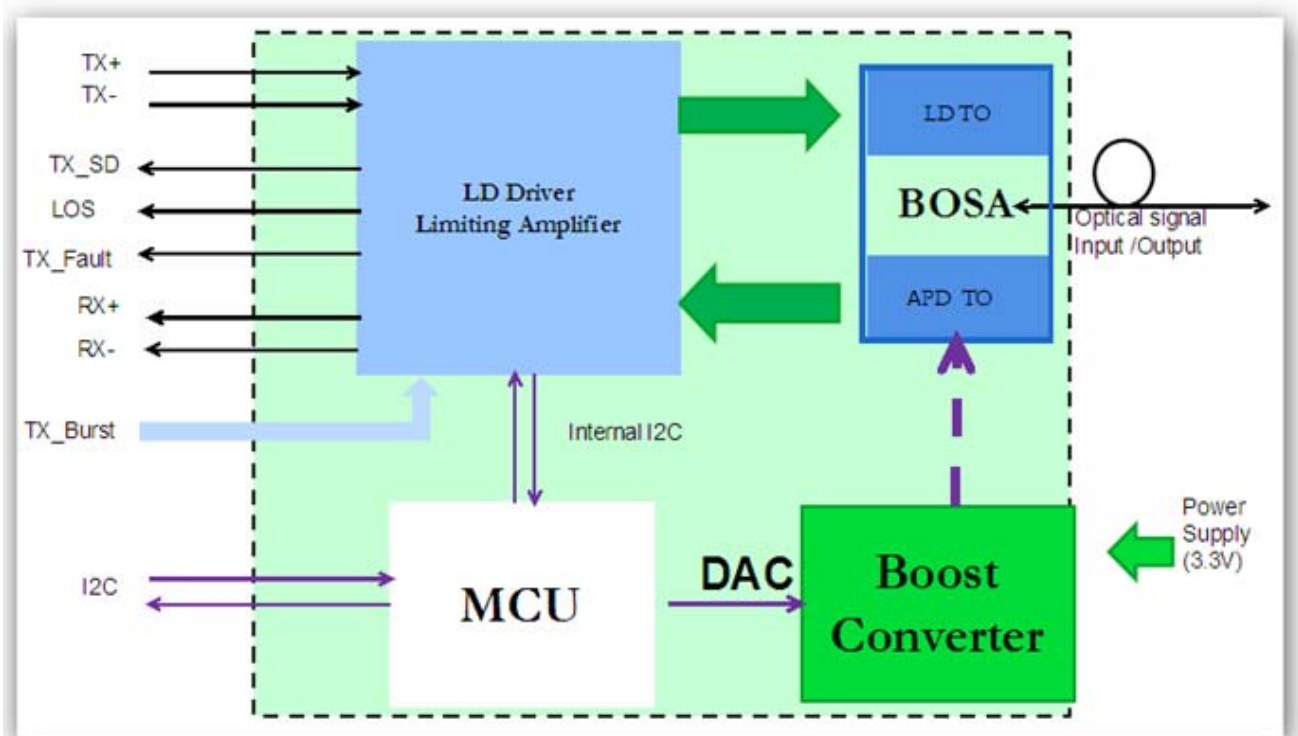 TX+
TX-
TX_SD
LOS
TX_Fault
RX+
RX-
TX_Burst
I2C
LD Driver
Limiting Amplifier
Internal I2C
MCU
DAC
LD TO
BOSA
APD TO
Optical signal
Input /Output
Boost
Converter
Power
Supply
(3.3V)